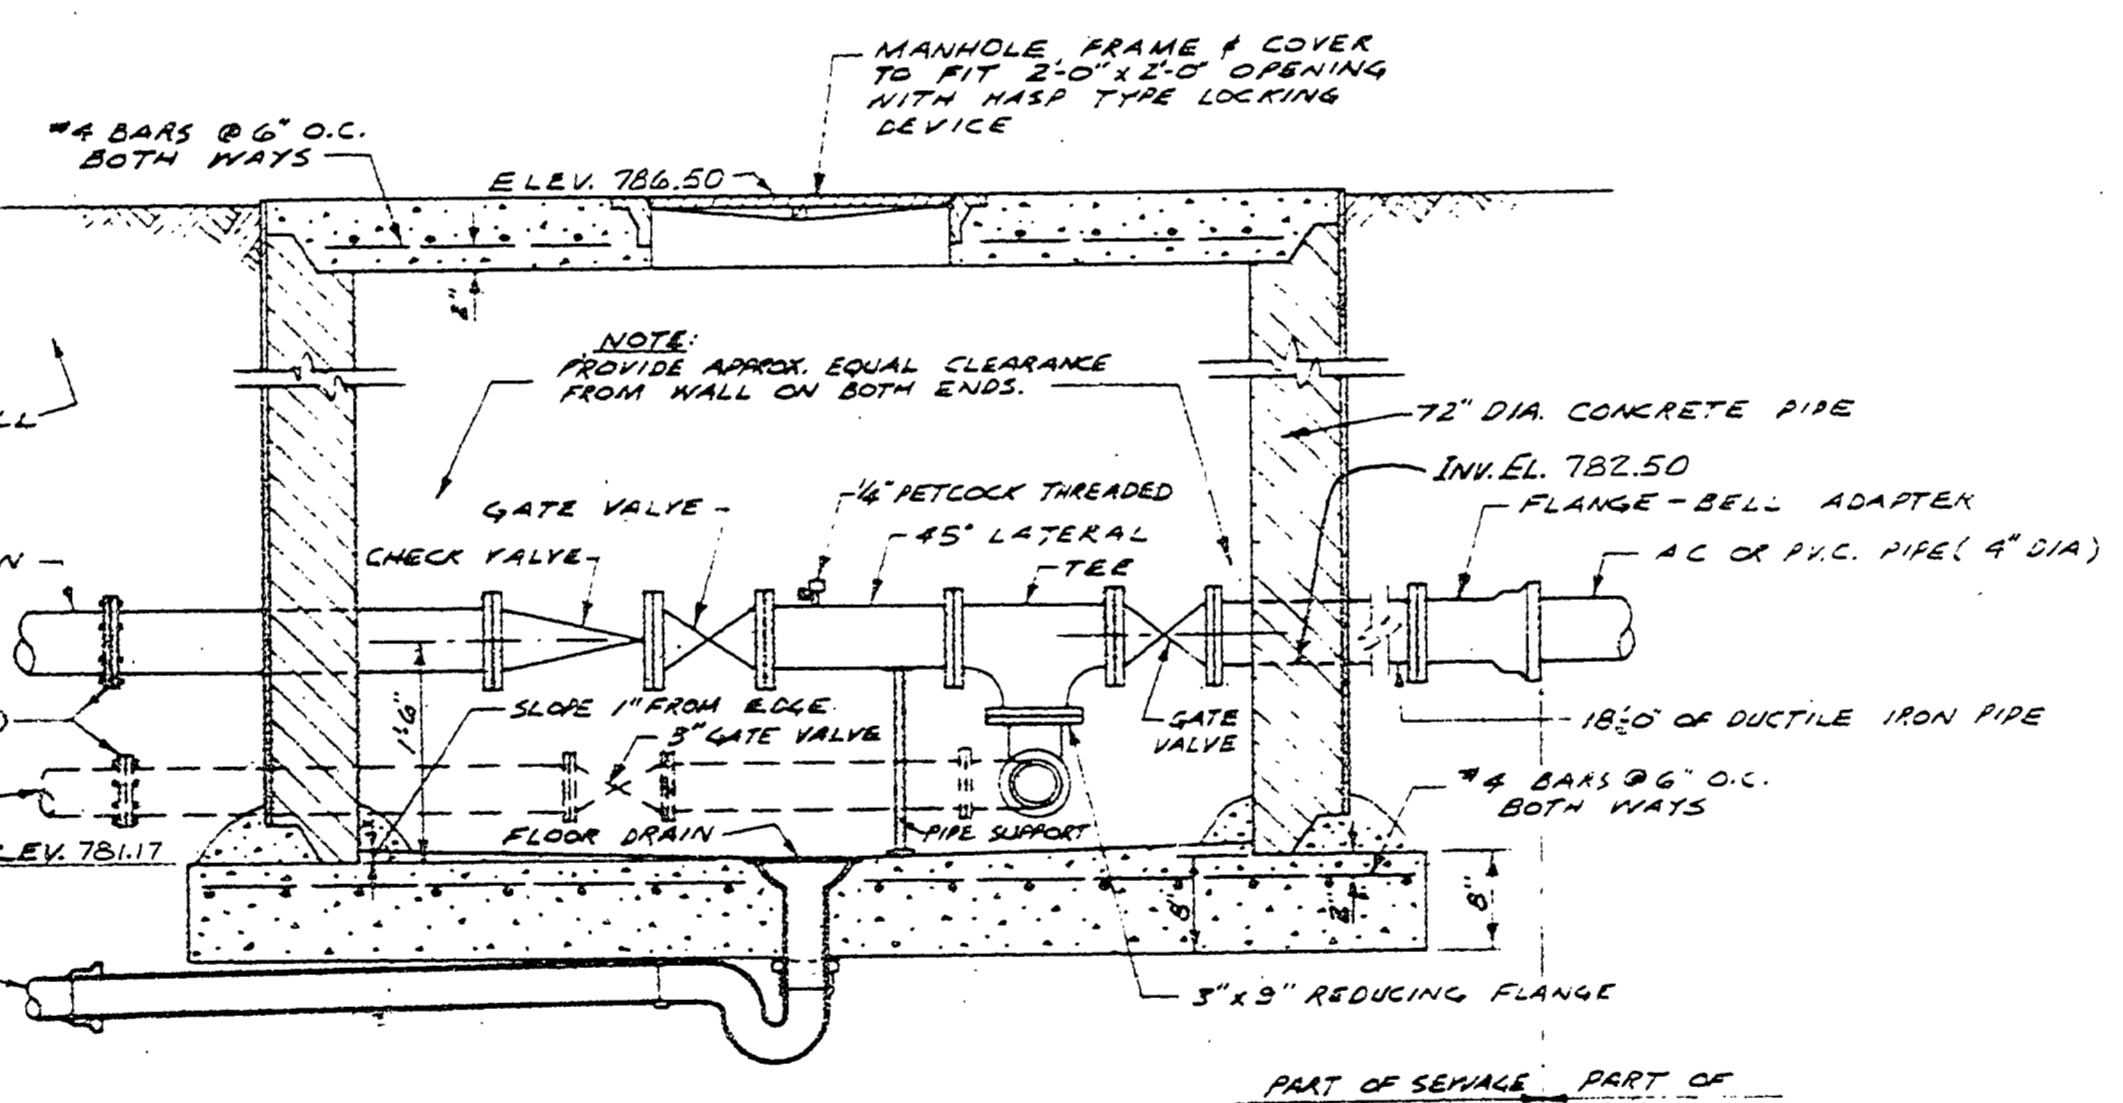 MANHOLE FRAME & COVER
TO FIT 2'-0" x 2'-0" OPENING
WITH HASP TYPE LOCKING
DEVICE
#4 BARS @ 6" O.C.
BOTH WAYS
ELEV. 786.50
2"
NOTE:
PROVIDE APPROX. EQUAL CLEARANCE
FROM WALL ON BOTH ENDS.
LL
72" DIA. CONCRETE PIPE
INV. EL. 782.50
FLANGE-BELL ADAPTER
AC OR P.V.C. PIPE (4" DIA)
1/4" PETCOCK THREADED
GATE VALVE
45° LATERAL
CHECK VALVE
TEE
N
1'-6"
SLOPE 1" FROM EDGE
3" GATE VALVE
GATE
VALVE
18'-0" OF DUCTILE IRON PIPE
#4 BARS @ 6" O.C.
BOTH WAYS
FLOOR DRAIN
PIPE SUPPORT
LEV. 781.17
8"
2"
8"
3" x 9" REDUCING FLANGE
PART OF SEWAGE
PART OF